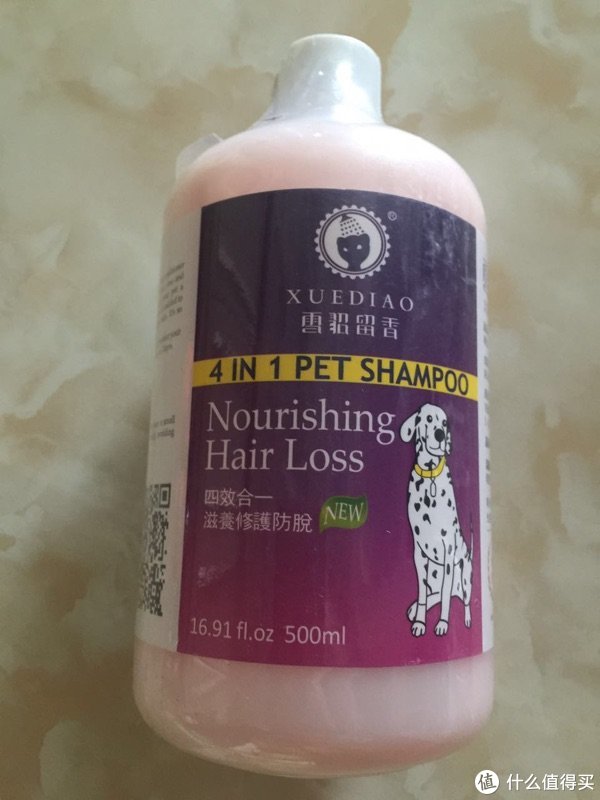 ®
XUEDIAO
雪貂留香
4 IN 1 PET SHAMPOO
Nourishing
Hair Loss
四效合一
滋養修護防脫
NEW
16.91 fl.oz 500ml
值 什么值得买